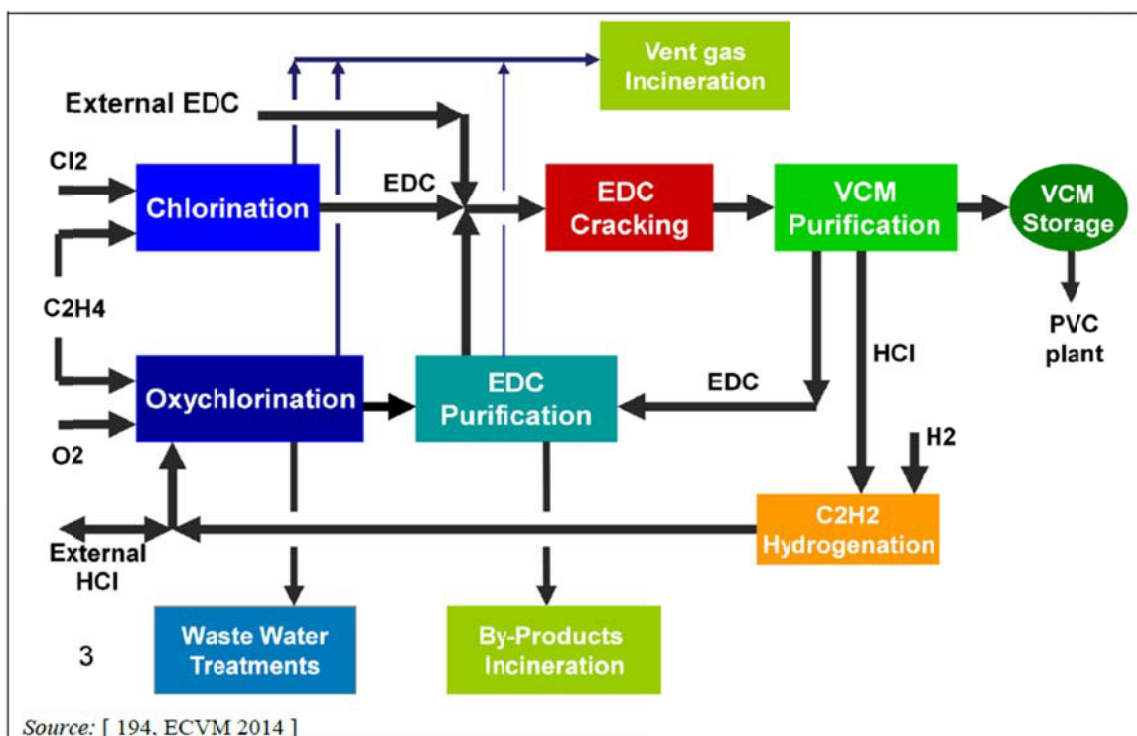 Vent gas
Incineration
External EDC
Cl2
Chlorination
EDC
EDC
Cracking
VCM
Purification
VCM
Storage
C2H4
PVC
plant
HCl
Oxychlorination
EDC
Purification
EDC
O2
H2
C2H2
Hydrogenation
External
HCl
Waste Water
Treatments
By-Products
Incineration
3
Source: [ 194, ECVM 2014 ]